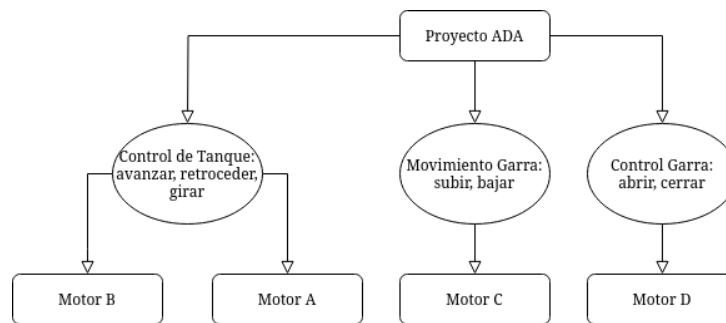 Proyecto ADA
Control de Tanque:
avanzar, retroceder,
girar
Movimiento Garra:
subir, bajar
Control Garra:
abrir, cerrar
Motor B
Motor A
Motor C
Motor D